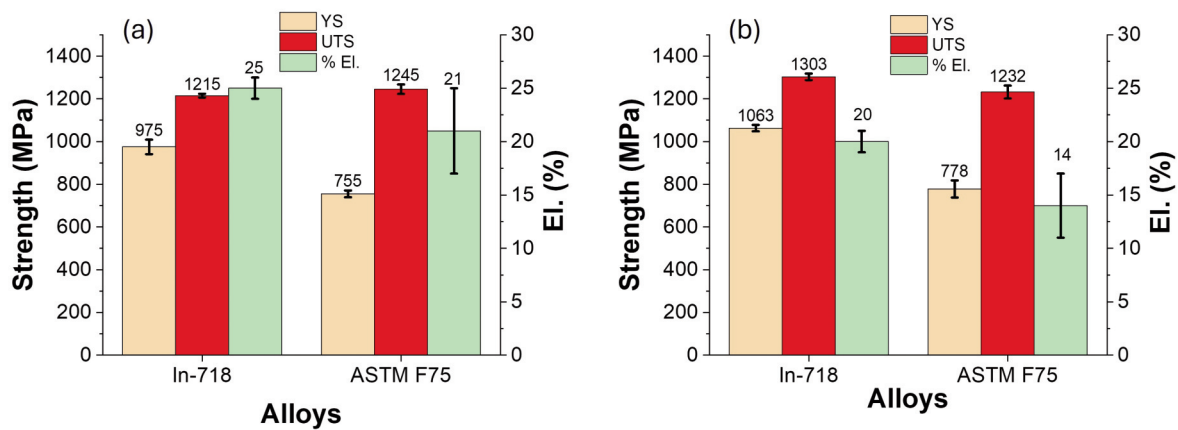 (a)
YS
UTS
% El.
1400
1200
1000
800
600
400
200
0
Strength (MPa)
975
1215
25
755
1245
21
30
25
20
15
10
5
0
El. (%)
In-718
ASTM F75
Alloys
(b)
YS
UTS
% El.
1400
1200
1000
800
600
400
200
0
Strength (MPa)
1063
1303
20
778
1232
14
30
25
20
15
10
5
0
El. (%)
In-718
ASTM F75
Alloys